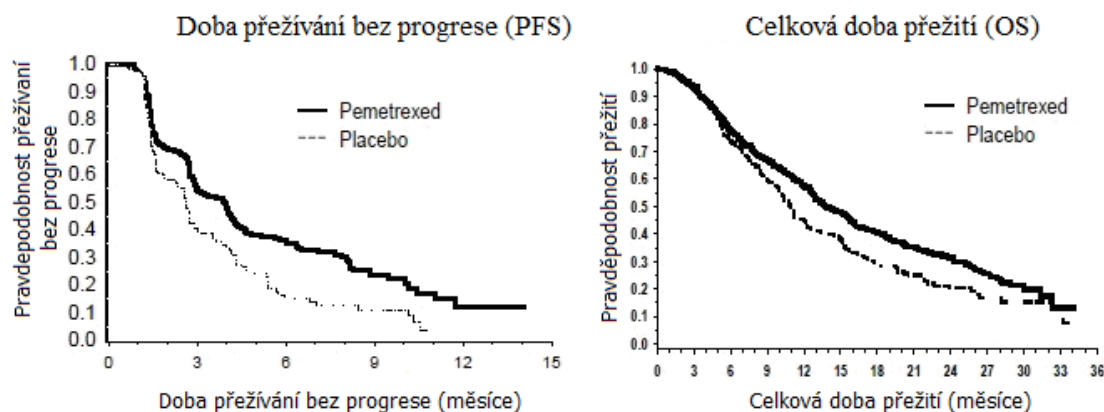 Doba přežívání bez progrese (PFS)
Pravdepodobnost přežívaní
bez progrese
1.0
0.9
0.8
0.7
0.6
0.5
0.4
0.3
0.2
0.1
0.0
Pemetrexed
Placebo
0 3 6 9 12 15
Doba přežívání bez progrese (měsíce)
Celková doba přežití (OS)
Pravděpodobnost přežití
1.0
0.9
0.8
0.7
0.6
0.5
0.4
0.3
0.2
0.1
0.0
Pemetrexed
Placebo
0 3 6 9 12 15 18 21 24 27 30 33 36
Celková doba přežití (měsíce)